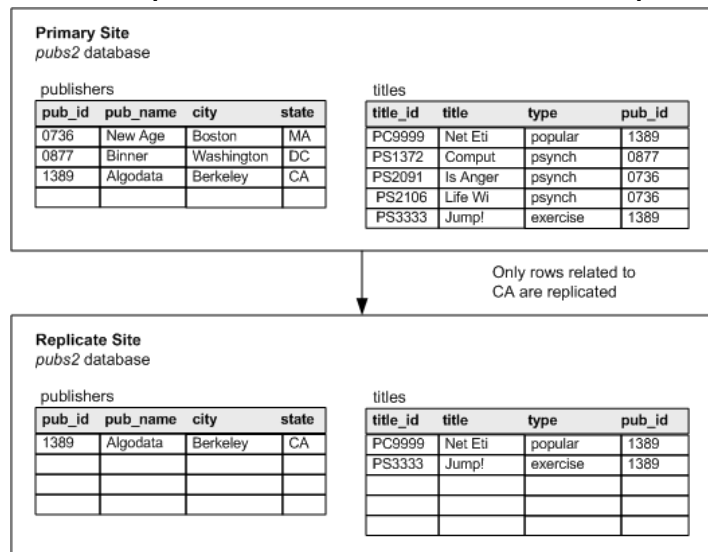 Primary Site
pubs2 database
publishers
pub_id pub_name city state
0736 New Age Boston MA
0877 Binner Washington DC
1389 Algodata Berkeley CA
titles
title_id title type pub_id
PC9999 Net Eti popular 1389
PS1372 Comput psynch 0877
PS2091 Is Anger psynch 0736
PS2106 Life Wi psynch 0736
PS3333 Jump! exercise 1389
Only rows related to
CA are replicated
Replicate Site
pubs2 database
publishers
pub_id pub_name city state
1389 Algodata Berkeley CA
titles
title_id title type pub_id
PC9999 Net Eti popular 1389
PS3333 Jump! exercise 1389